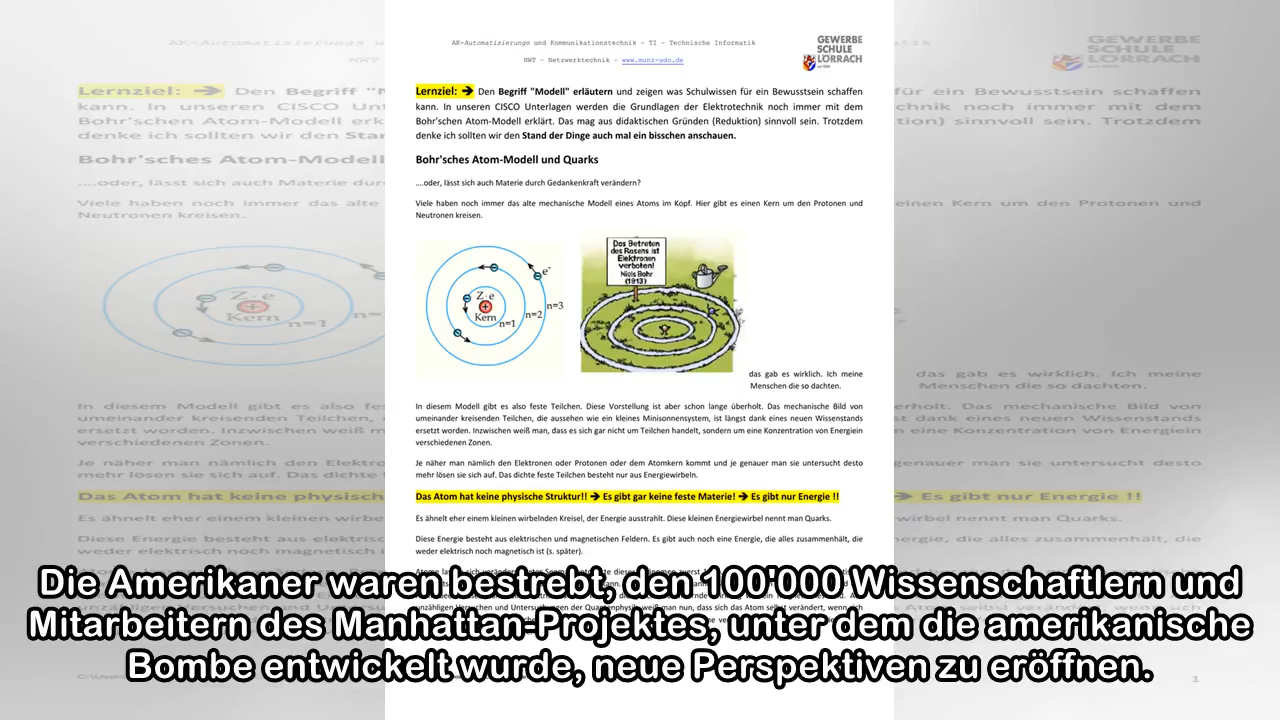 AK-Automatisierungs und Kommunikationstechnik – TI – Technische Informatik
NWT – Netzwerktechnik – www.munz-udo.de
GEWERBE
SCHULE
LÖRRACH
Lernziel: ➔ Den Begriff "Modell" erläutern und zeigen was Schulwissen für ein Bewusstsein schaffen
kann. In unseren CISCO Unterlagen werden die Grundlagen der Elektrotechnik noch immer mit dem
Bohr'schen Atom-Modell erklärt. Das mag aus didaktischen Gründen (Reduktion) sinnvoll sein. Trotzdem
denke ich sollten wir den Stand der Dinge auch mal ein bisschen anschauen.
Bohr'sches Atom-Modell und Quarks
....oder, lässt sich auch Materie durch Gedankenkraft verändern?
Viele haben noch immer das alte mechanische Modell eines Atoms im Kopf. Hier gibt es einen Kern um den Protonen und
Neutronen kreisen.
e-
Z·e
+
Kern
n=1
n=2
n=3
Das Betreten
des Rasens ist
Elektronen
verboten!
Niels Bohr
(1913)
das gab es wirklich. Ich meine
Menschen die so dachten.
In diesem Modell gibt es also feste Teilchen. Diese Vorstellung ist aber schon lange überholt. Das mechanische Bild von
umeinander kreisenden Teilchen, die aussehen wie ein kleines Minisonnensystem, ist längst dank eines neuen Wissenstands
ersetzt worden. Inzwischen weiß man, dass es sich gar nicht um Teilchen handelt, sondern um eine Konzentration von Energiein
verschiedenen Zonen.
Je näher man nämlich den Elektronen oder Protonen oder dem Atomkern kommt und je genauer man sie untersucht desto
mehr lösen sie sich auf. Das dichte feste Teilchen besteht nur aus Energiewirbeln.
Das Atom hat keine physische Struktur!! ➔ Es gibt gar keine feste Materie! ➔ Es gibt nur Energie !!
Es ähnelt eher einem kleinen wirbelnden Kreisel, der Energie ausstrahlt. Diese kleinen Energiewirbel nennt man Quarks.
Diese Energie besteht aus elektrischen und magnetischen Feldern. Es gibt auch noch eine Energie, die alles zusammenhält, die
weder elektrisch noch magnetisch ist (s. später).
Die Amerikaner waren bestrebt, den 100'000 Wissenschaftlern und
Mitarbeitern des Manhattan-Projektes, unter dem die amerikanische
Bombe entwickelt wurde, neue Perspektiven zu eröffnen.
1